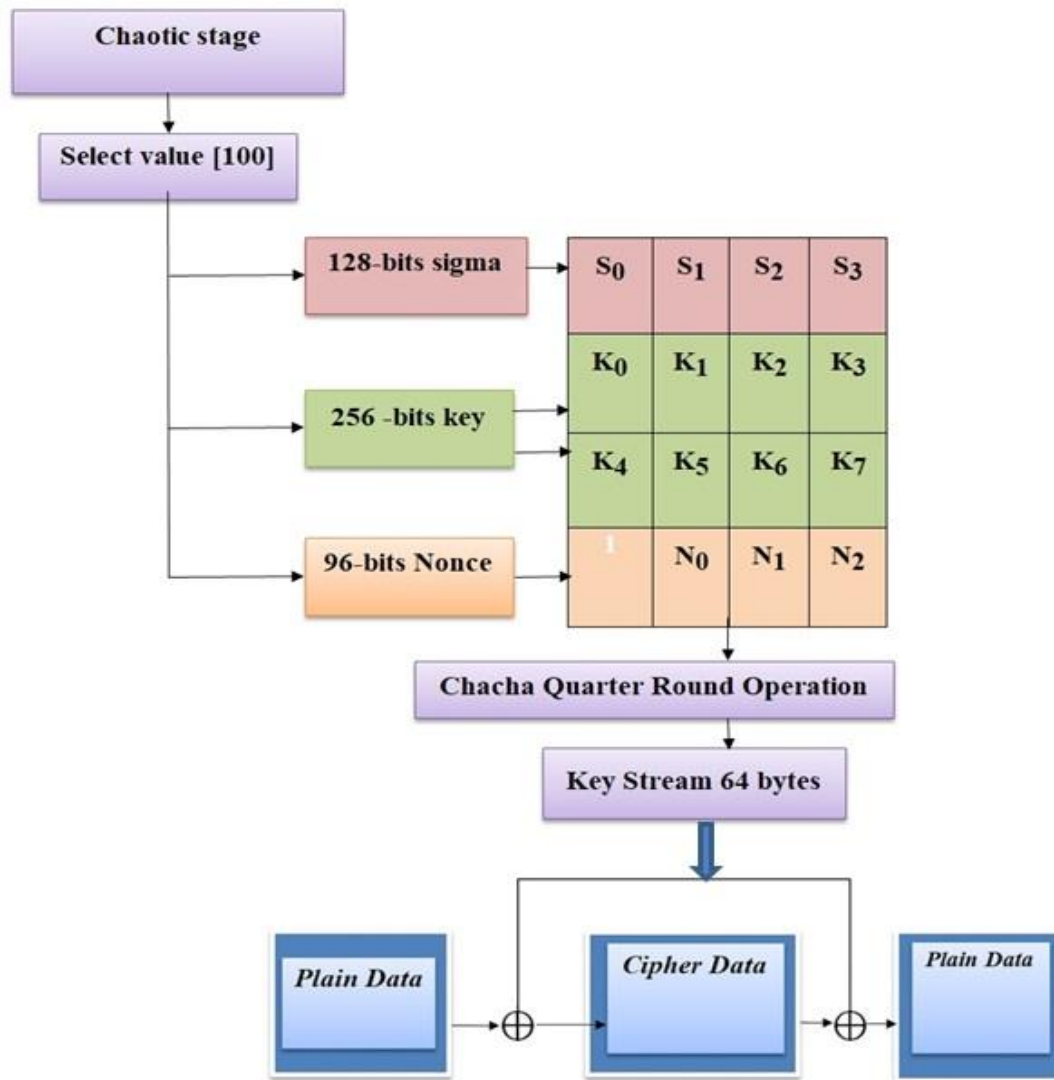 Chaotic stage
Select value [100]
128-bits sigma
S0 S1 S2 S3
256 -bits key
K0 K1 K2 K3
K4 K5 K6 K7
96-bits Nonce
1 N0 N1 N2
Chacha Quarter Round Operation
Key Stream 64 bytes
Plain Data
Cipher Data
Plain Data